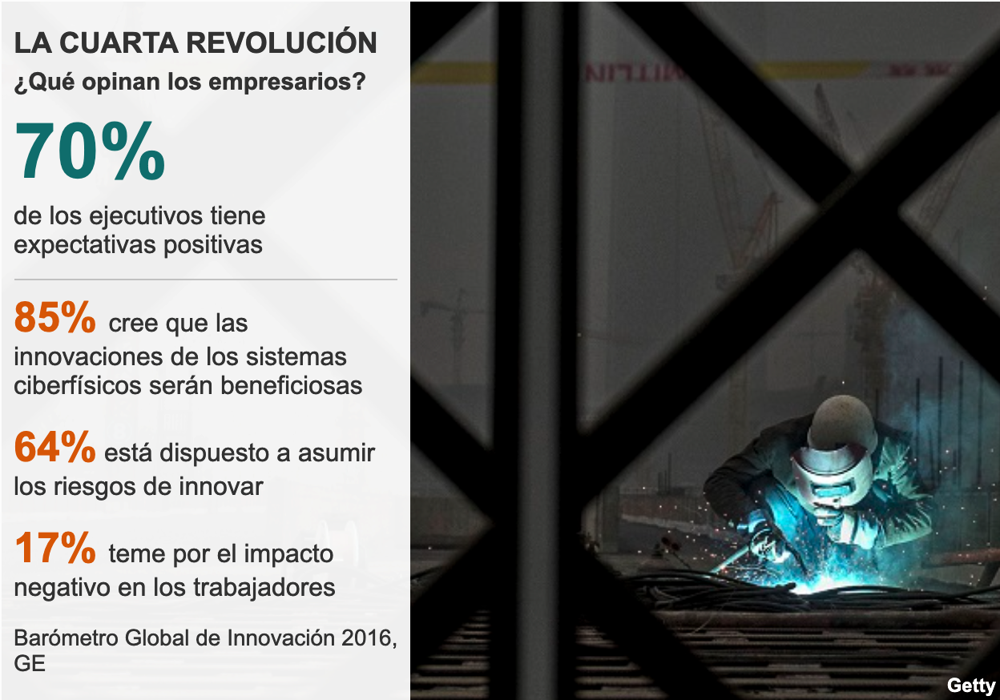 LA CUARTA REVOLUCIÓN
¿Qué opinan los empresarios?
70%
de los ejecutivos tiene
expectativas positivas
85% cree que las
innovaciones de los sistemas
ciberfísicos serán beneficiosas
64% está dispuesto a asumir
los riesgos de innovar
17% teme por el impacto
negativo en los trabajadores
Barómetro Global de Innovación 2016,
GE
Getty